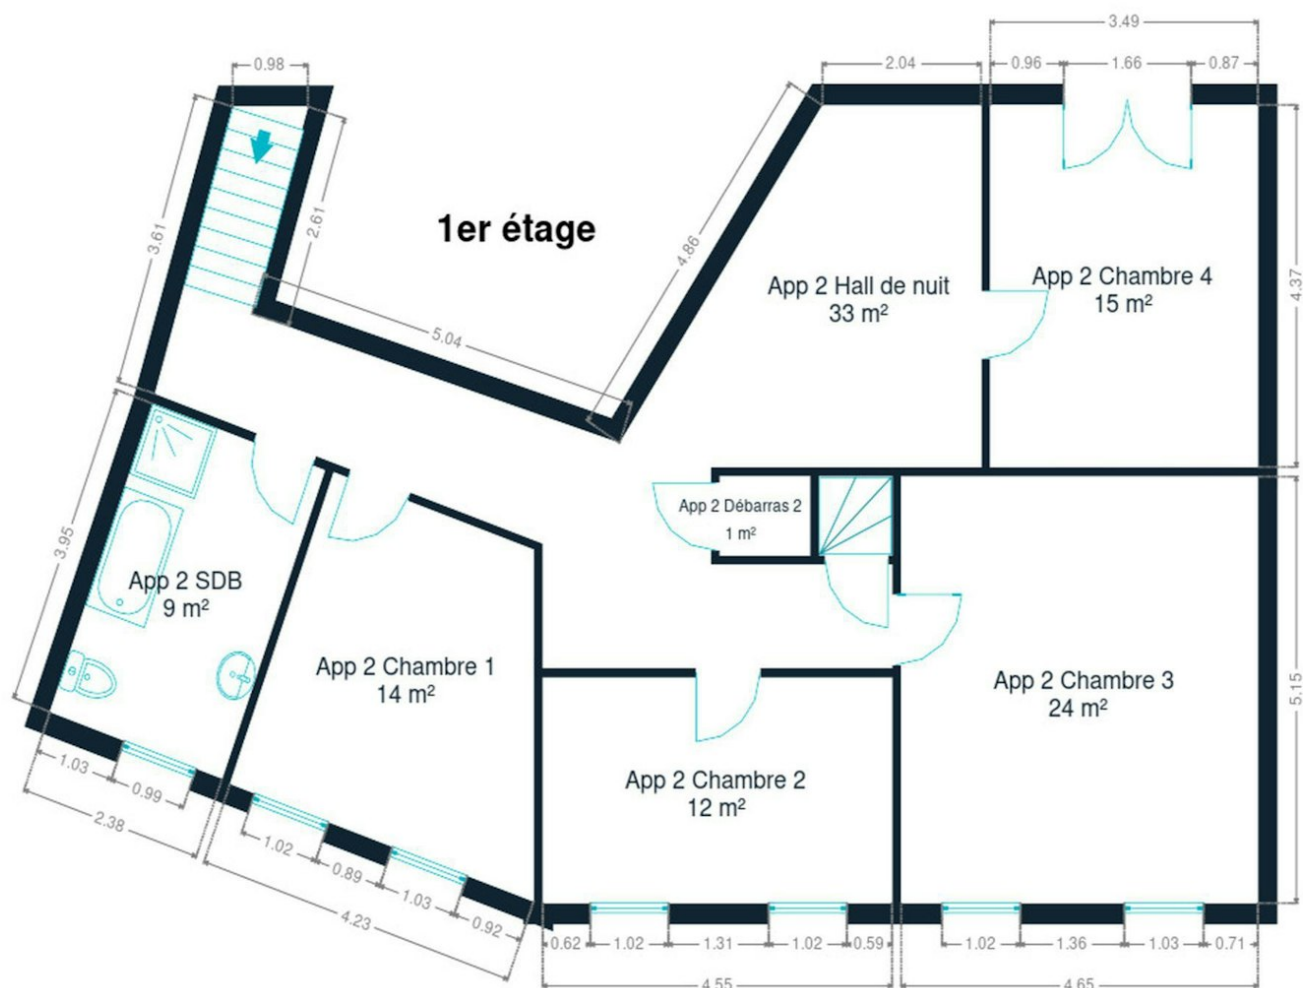 3.49
0.98
2.04
0.96
1.66
0.87
3.61
2.61
1er étage
4.86
4.37
App 2 Hall de nuit
33 m²
App 2 Chambre 4
15 m²
5.04
3.95
App 2 Débarras 2
1 m²
App 2 SDB
9 m²
App 2 Chambre 1
14 m²
App 2 Chambre 3
24 m²
5.15
App 2 Chambre 2
12 m²
1.03
0.99
2.38
1.02
0.89
1.03
0.92
4.23
0.62
1.02
1.31
1.02
0.59
1.02
1.36
1.03
0.71
4.55
4.65